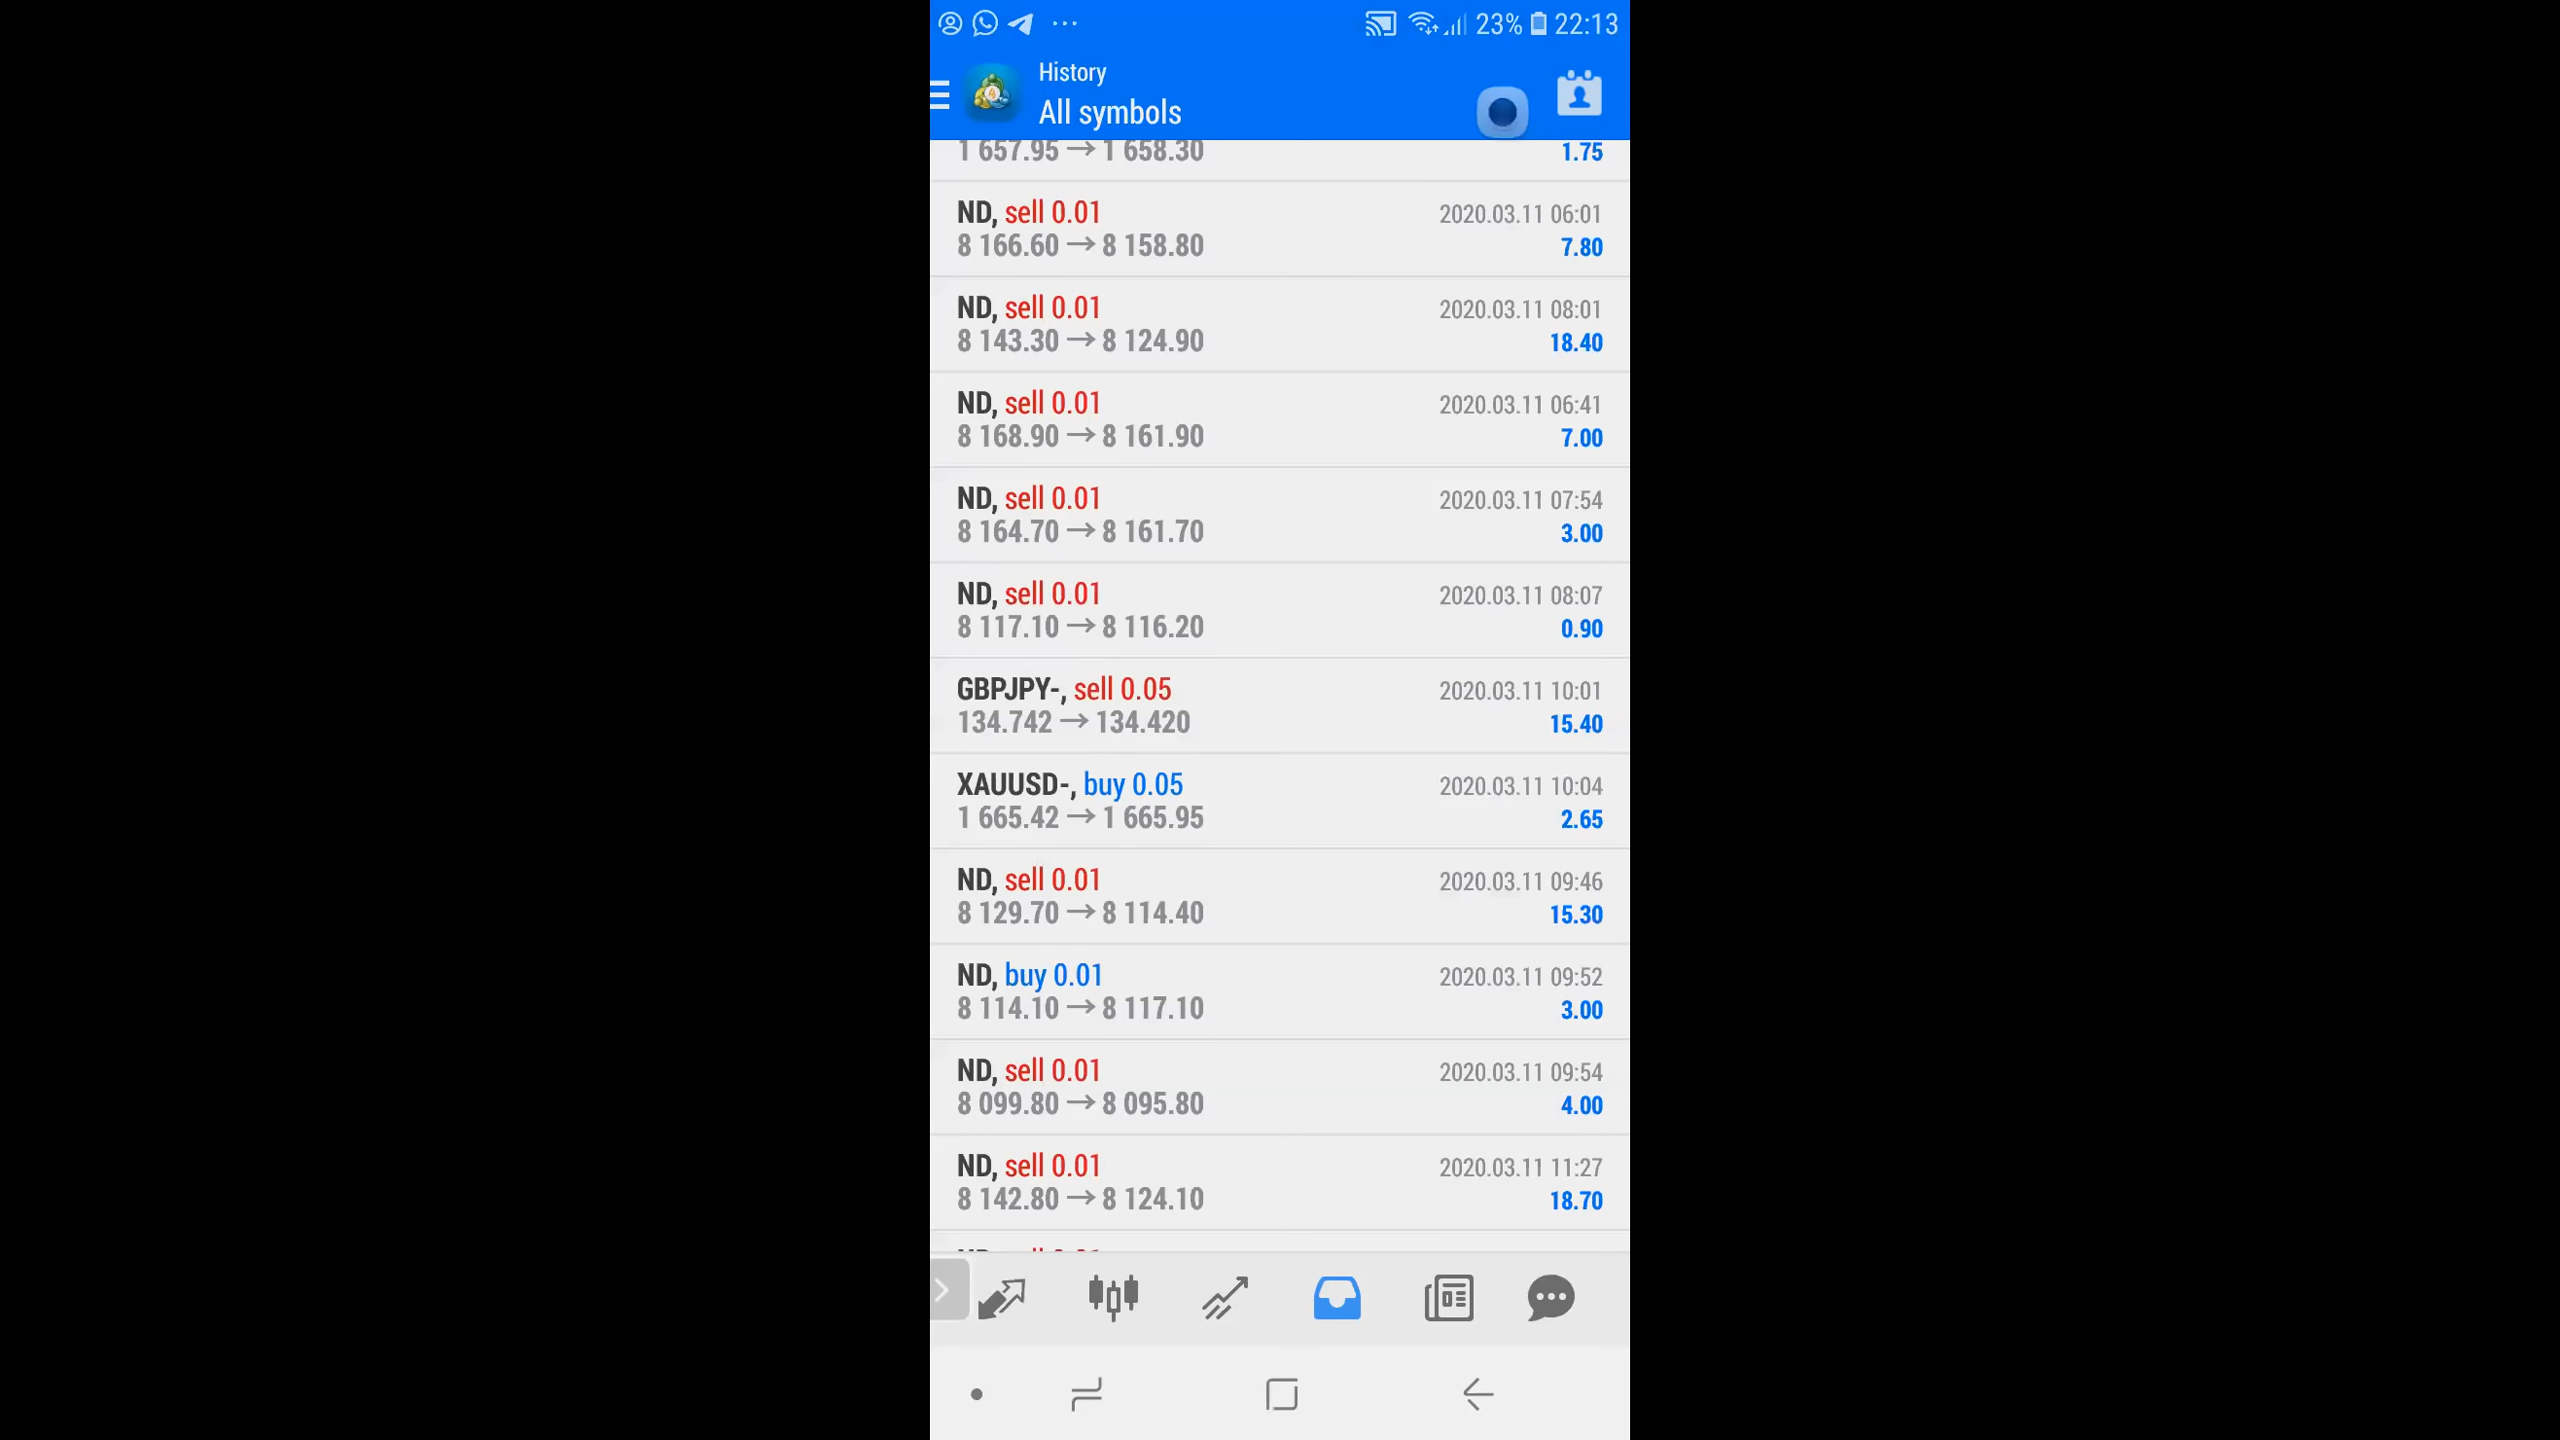 23% 22:13
History
All symbols
1 657.95 → 1 658.30 1.75
ND, sell 0.01 2020.03.11 06:01
8 166.60 → 8 158.80 7.80
ND, sell 0.01 2020.03.11 08:01
8 143.30 → 8 124.90 18.40
ND, sell 0.01 2020.03.11 06:41
8 168.90 → 8 161.90 7.00
ND, sell 0.01 2020.03.11 07:54
8 164.70 → 8 161.70 3.00
ND, sell 0.01 2020.03.11 08:07
8 117.10 → 8 116.20 0.90
GBPJPY-, sell 0.05 2020.03.11 10:01
134.742 → 134.420 15.40
XAUUSD-, buy 0.05 2020.03.11 10:04
1 665.42 → 1 665.95 2.65
ND, sell 0.01 2020.03.11 09:46
8 129.70 → 8 114.40 15.30
ND, buy 0.01 2020.03.11 09:52
8 114.10 → 8 117.10 3.00
ND, sell 0.01 2020.03.11 09:54
8 099.80 → 8 095.80 4.00
ND, sell 0.01 2020.03.11 11:27
8 142.80 → 8 124.10 18.70